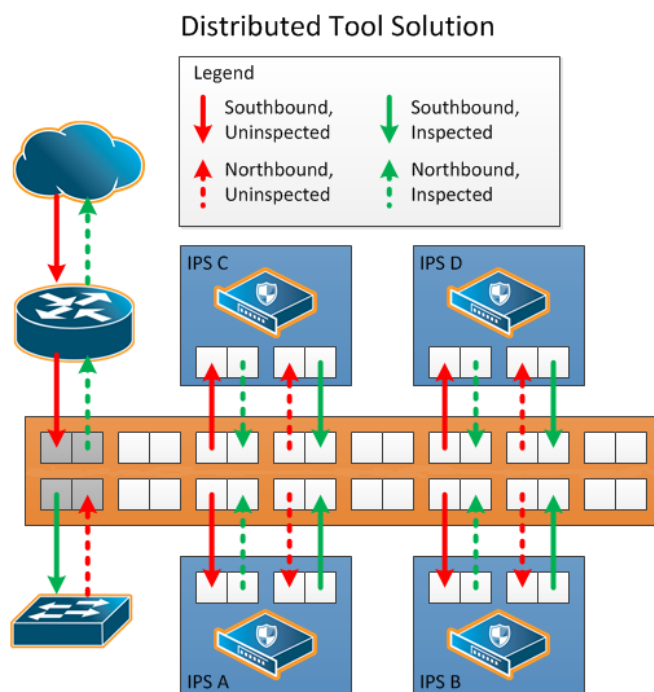 Distributed Tool Solution
Legend
Southbound,
Uninspected
Southbound,
Inspected
Northbound,
Uninspected
Northbound,
Inspected
IPS C
IPS D
IPS A
IPS B